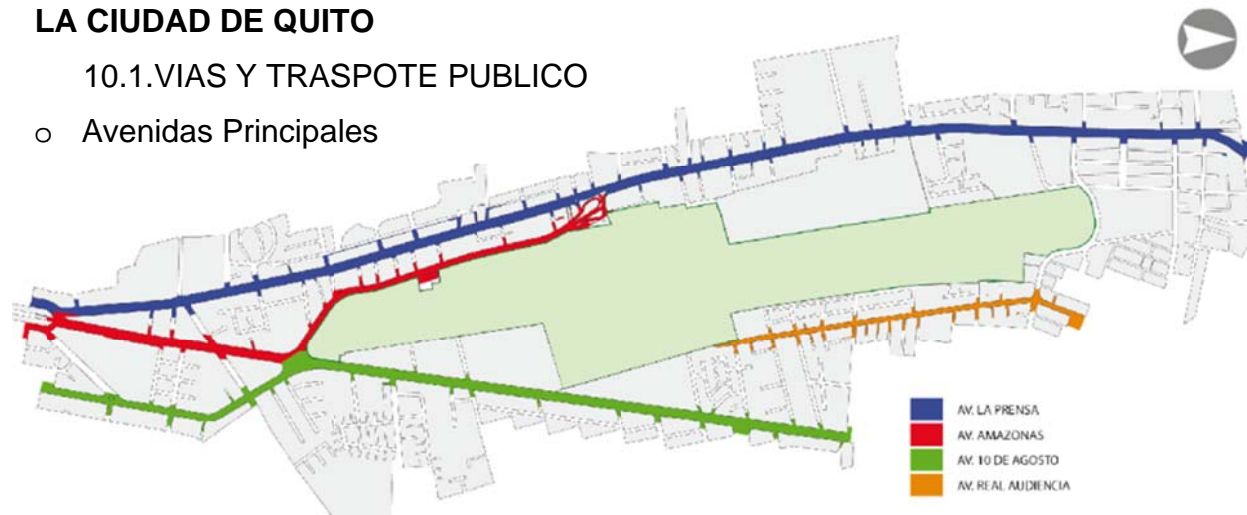 LA CIUDAD DE QUITO
10.1.VIAS Y TRASPOTE PUBLICO
o Avenidas Principales
AV. LA PRENSA
AV. AMAZONAS
AV. 10 DE AGOSTO
AV. REAL AUDIENCIA